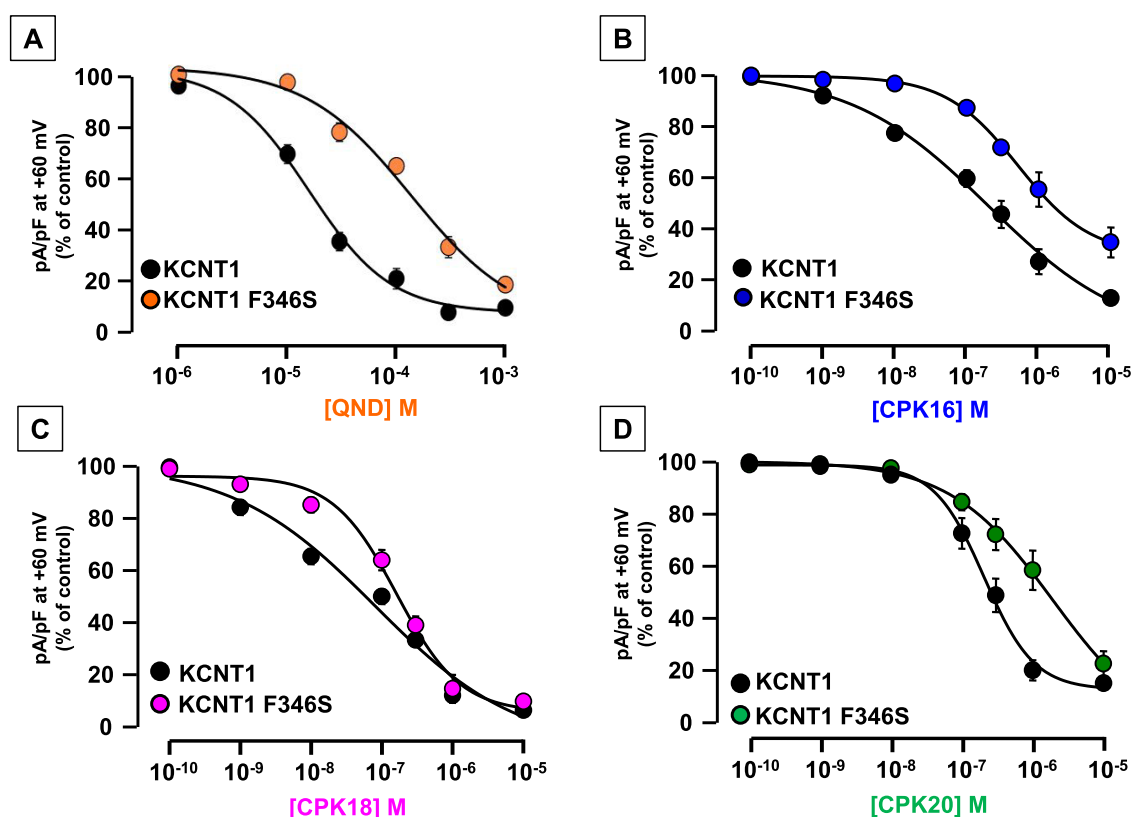 A
pA/pF at +60 mV
(% of control)
100
80
60
40
20
0
KCNT1
KCNT1 F346S
10-6
10-5
10-4
10-3
[QND] M
B
pA/pF at +60 mV
(% of control)
100
80
60
40
20
0
KCNT1
KCNT1 F346S
10-10
10-9
10-8
10-7
10-6
10-5
[CPK16] M
C
pA/pF at +60 mV
(% of control)
100
80
60
40
20
0
KCNT1
KCNT1 F346S
10-10
10-9
10-8
10-7
10-6
10-5
[CPK18] M
D
pA/pF at +60 mV
(% of control)
100
80
60
40
20
0
KCNT1
KCNT1 F346S
10-10
10-9
10-8
10-7
10-6
10-5
[CPK20] M